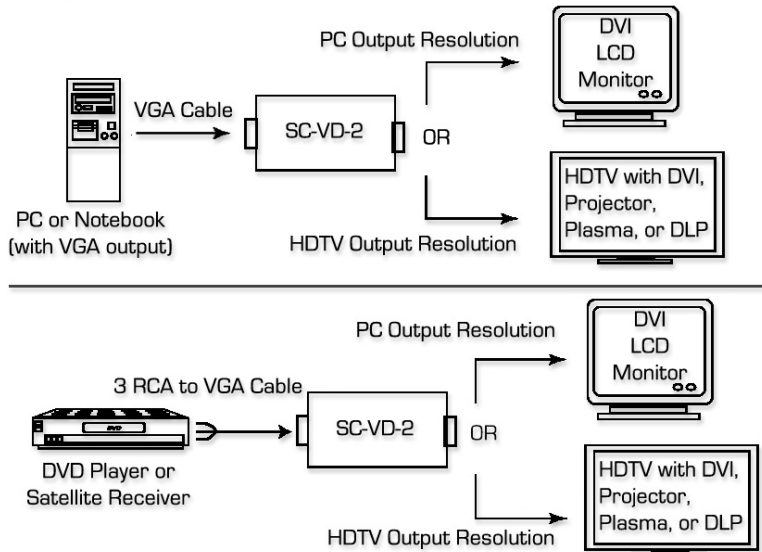 PC Output Resolution
DVI
LCD
Monitor
VGA Cable
SC-VD-2
OR
PC or Notebook
(with VGA output)
HDTV with DVI,
Projector,
Plasma, or DLP
HDTV Output Resolution
PC Output Resolution
DVI
LCD
Monitor
3 RCA to VGA Cable
DVD
SC-VD-2
OR
DVD Player or
Satellite Receiver
HDTV with DVI,
Projector,
Plasma, or DLP
HDTV Output Resolution